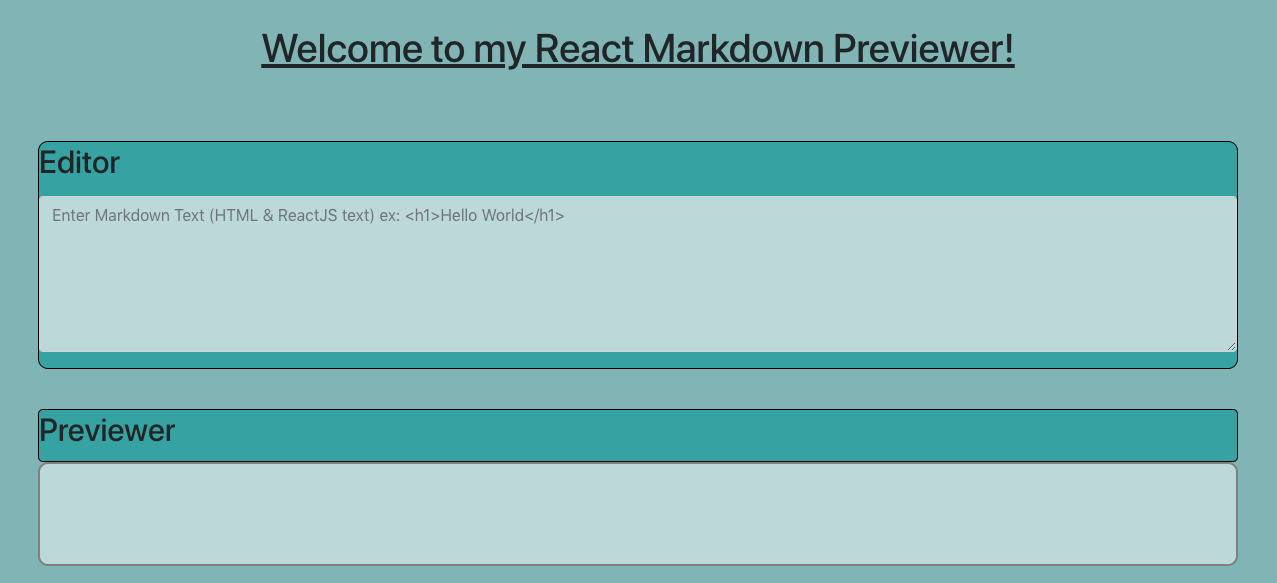 Welcome to my React Markdown Previewer!
Editor
Enter Markdown Text (HTML & ReactJS text) ex: <h1>Hello World</h1>
Previewer